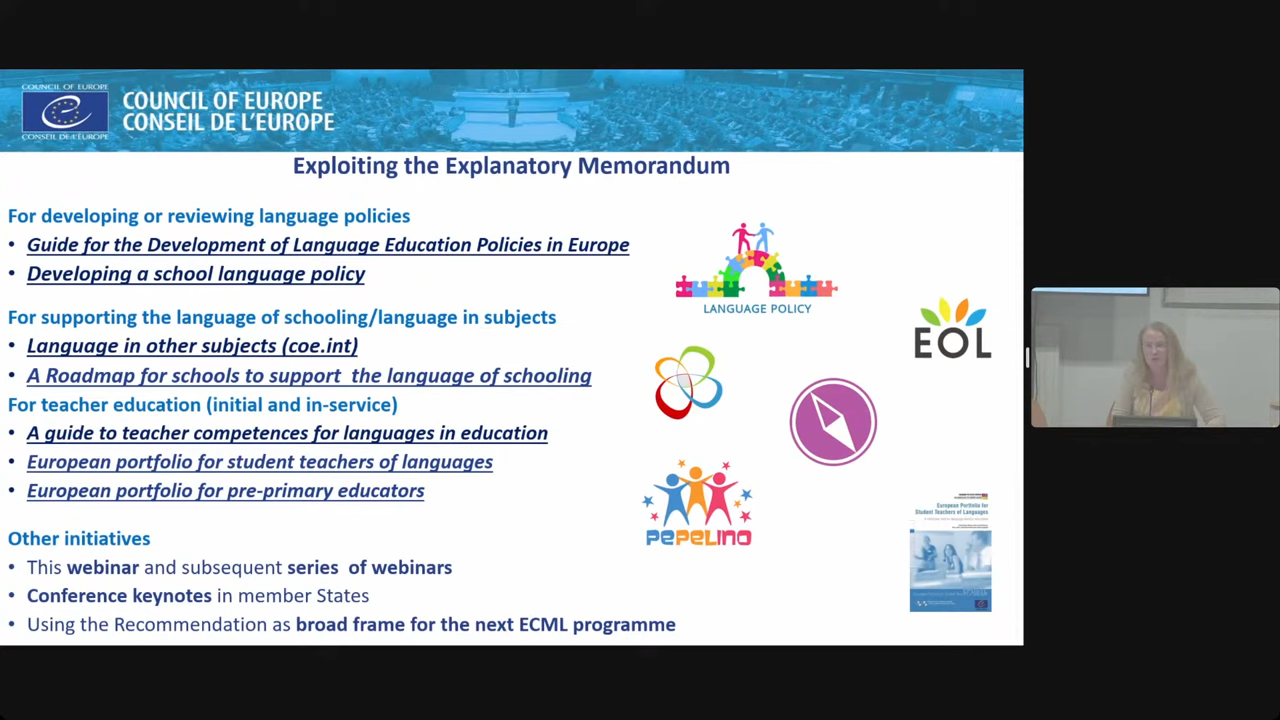 COUNCIL OF EUROPE
CONSEIL DE L'EUROPE
COUNCIL OF EUROPE
CONSEIL DE L'EUROPE
Exploiting the Explanatory Memorandum
For developing or reviewing language policies
• Guide for the Development of Language Education Policies in Europe
• Developing a school language policy
For supporting the language of schooling/language in subjects
• Language in other subjects (coe.int)
• A Roadmap for schools to support the language of schooling
For teacher education (initial and in-service)
• A guide to teacher competences for languages in education
• European portfolio for student teachers of languages
• European portfolio for pre-primary educators
Other initiatives
• This webinar and subsequent series of webinars
• Conference keynotes in member States
• Using the Recommendation as broad frame for the next ECML programme
LANGUAGE POLICY
EOL
PEPELINO
European Portfolio for
Student Teachers of Languages